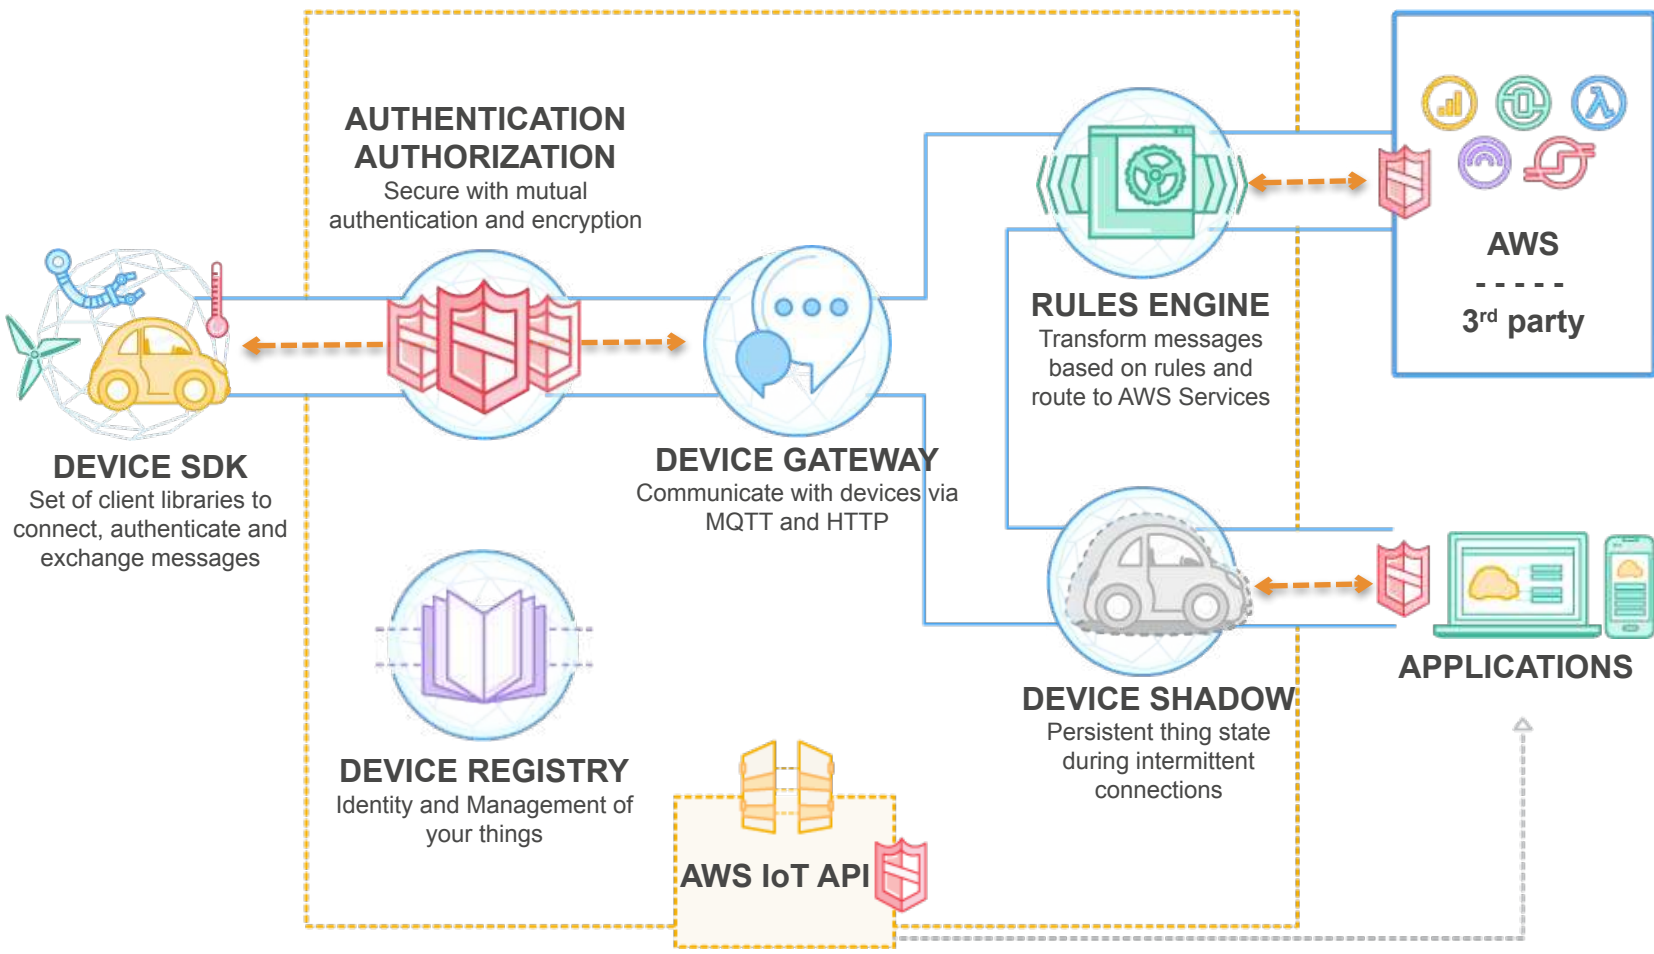 AUTHENTICATION
AUTHORIZATION
Secure with mutual
authentication and encryption
DEVICE SDK
Set of client libraries to
connect, authenticate and
exchange messages
DEVICE GATEWAY
Communicate with devices via
MQTT and HTTP
RULES ENGINE
Transform messages
based on rules and
route to AWS Services
AWS
- - - - -
3rd party
DEVICE REGISTRY
Identity and Management of
your things
AWS IoT API
DEVICE SHADOW
Persistent thing state
during intermittent
connections
APPLICATIONS